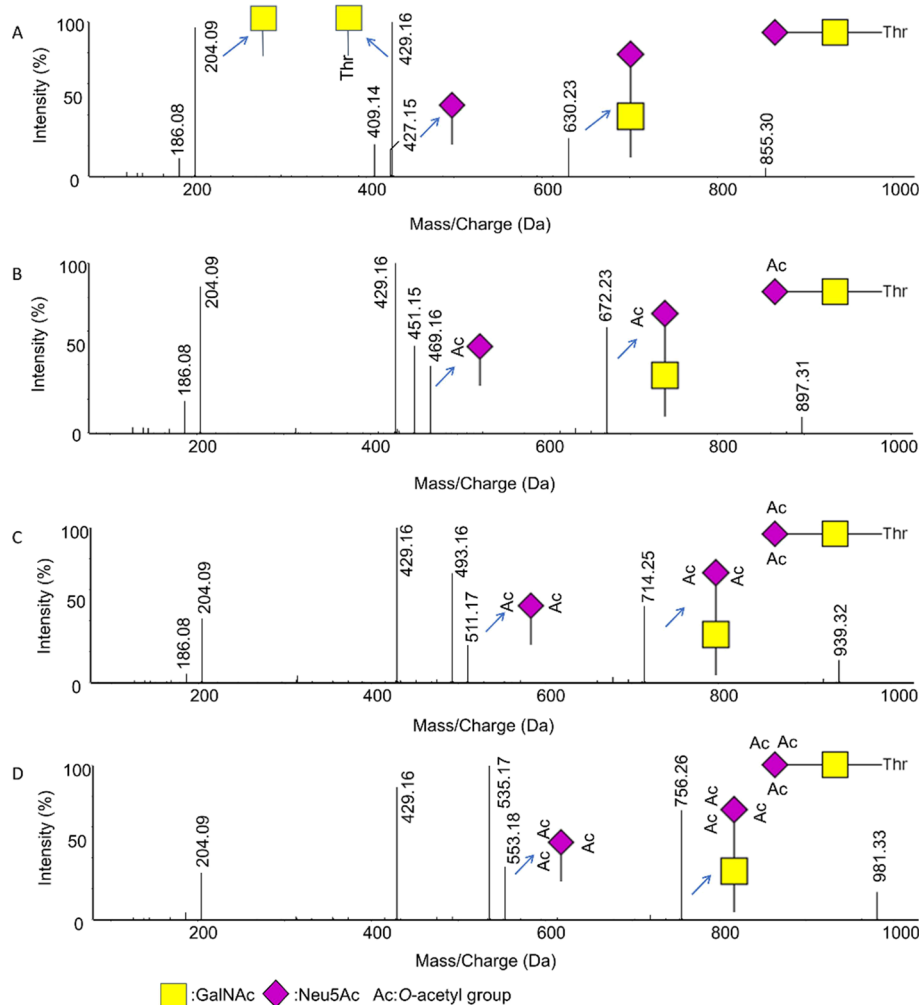 A
Intensity (%)
100
50
0
186.08
204.09
Thr
409.14
427.15
429.16
630.23
855.30
Thr
200
400
600
800
1000
Mass/Charge (Da)
B
Intensity (%)
100
50
0
186.08
204.09
429.16
451.15
469.16
Ac
672.23
Ac
897.31
Ac
Thr
200
400
600
800
1000
Mass/Charge (Da)
C
Intensity (%)
100
50
0
186.08
204.09
429.16
493.16
511.17
Ac
Ac
714.25
Ac
Ac
939.32
Ac
Ac
Thr
200
400
600
800
1000
Mass/Charge (Da)
D
Intensity (%)
100
50
0
204.09
429.16
535.17
553.18
Ac
Ac
Ac
756.26
Ac
Ac
Ac
981.33
Ac Ac
Ac
Thr
200
400
600
800
1000
Mass/Charge (Da)
:GalNAc :Neu5Ac Ac:O-acetyl group